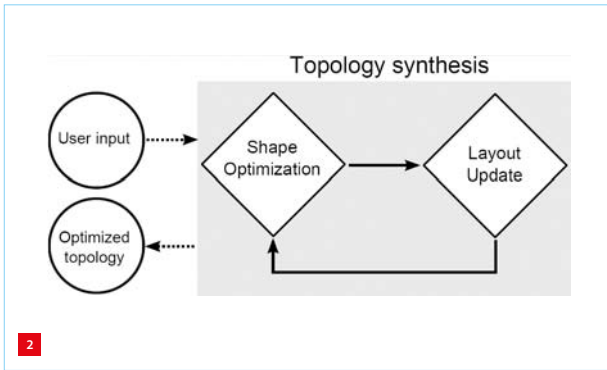 Topology synthesis
User input
Shape
Optimization
Layout
Update
Optimized
topology
2